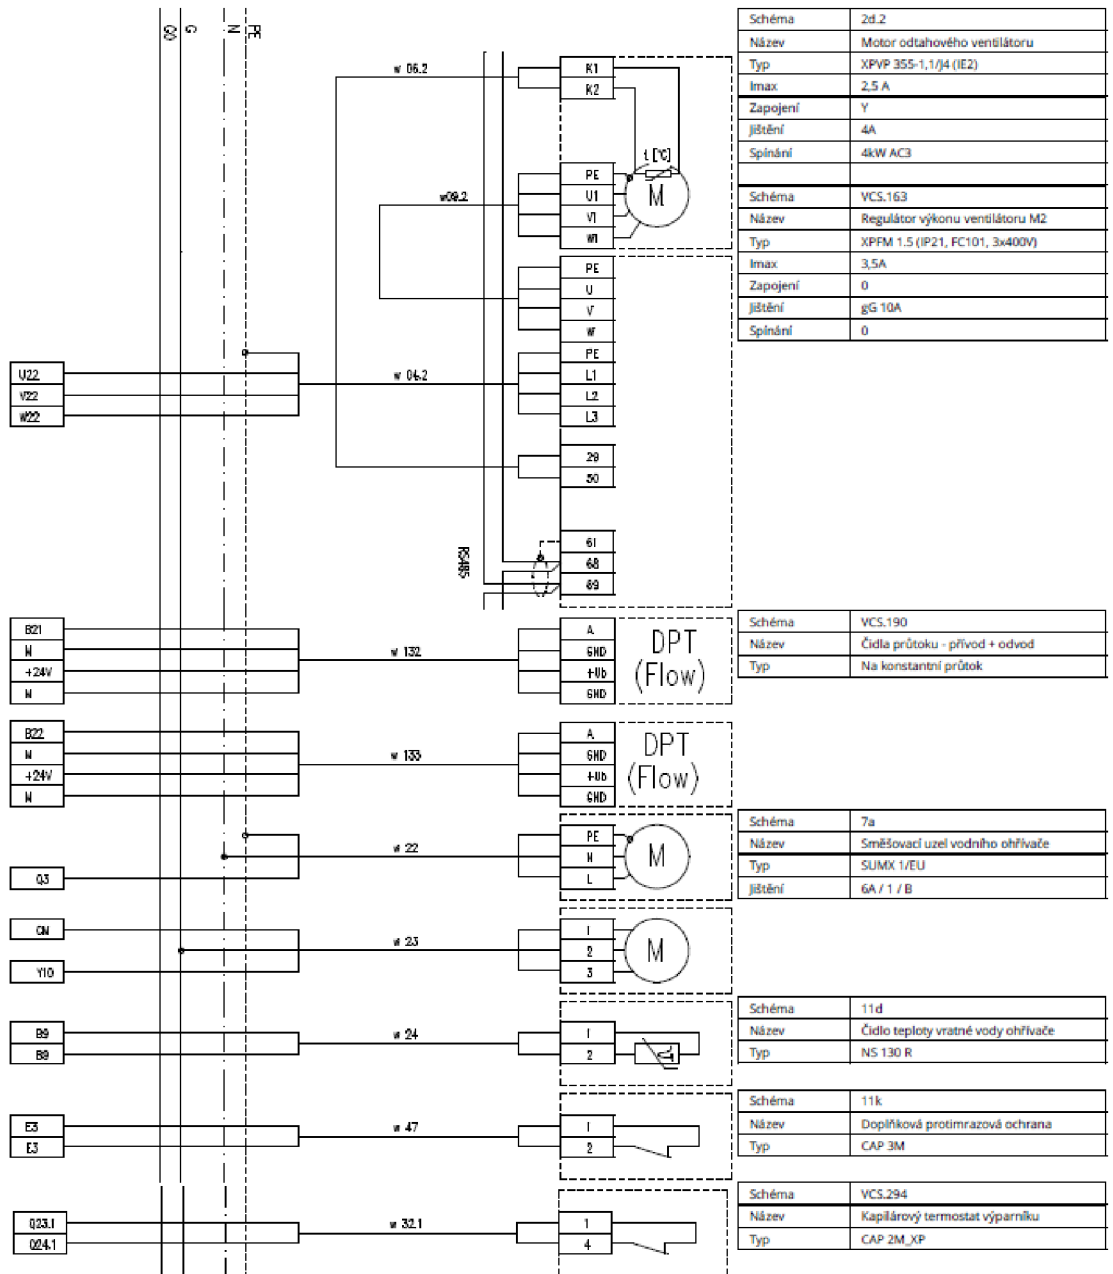 G0
G
N
PE
Schéma 2d.2
Název Motor odtahového ventilátoru
Typ XPVP 355-1,1/J4 (IE2)
Imax 2,5 A
Zapojení Y
Jištění 4A
Spínání 4kW AC3
Schéma VCS.163
Název Regulátor výkonu ventilátoru M2
Typ XPFM 1.5 (IP21, FC101, 3x400V)
Imax 3,5A
Zapojení 0
Jištění gG 10A
Spínání 0
w 06.2
K1
K2
t [°C]
M
w09.2
PE
U1
V1
W1
PE
U
V
W
U22
V22
W22
w 04.2
PE
L1
L2
L3
29
50
RS485
61
68
69
B21
M
+24V
M
w 132
A
GND
+Ub
GND
DPT
(Flow)
Schéma VCS.190
Název Čidla průtoku - přívod + odvod
Typ Na konstantní průtok
B22
M
+24V
M
w 133
A
GND
+Ub
GND
DPT
(Flow)
Q3
w 22
PE
N
L
M
Schéma 7a
Název Směšovací uzel vodního ohřívače
Typ SUMX 1/EU
Jištění 6A / 1 / B
CM
Y10
w 23
1
2
3
M
B9
B9
w 24
1
2
Schéma 11d
Název Čidlo teploty vratné vody ohřívače
Typ NS 130 R
E3
E3
w 47
1
2
Schéma 11k
Název Doplňková protimrazová ochrana
Typ CAP 3M
Q23.1
Q24.1
w 32.1
1
4
Schéma VCS.294
Název Kapilárový termostat výparníku
Typ CAP 2M_XP